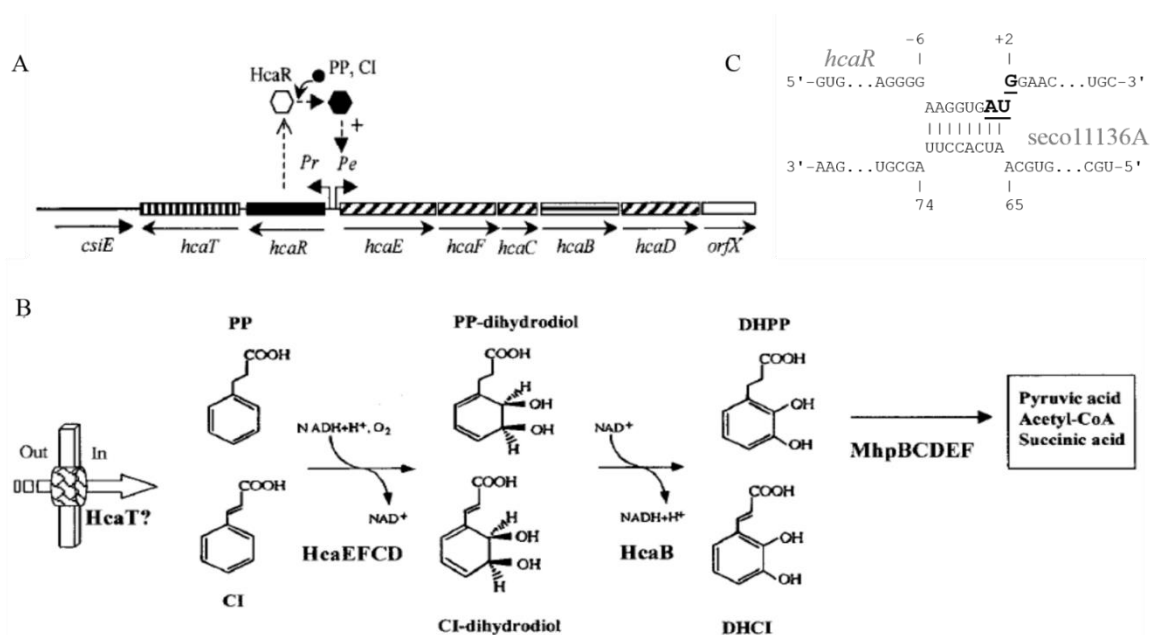 A
HcaR
PP, CI
+
Pr
Pe
csiE
hcaT
hcaR
hcaE
hcaF
hcaC
hcaB
hcaD
orfX
C
-6
+2
hcaR
5'-GUG...AGGGG
GGAAC...UGC-3'
AAGGUGAU
seco11136A
UUCCACUA
3'-AAG...UGCGA
ACGUG...CGU-5'
74
65
B
PP
PP-dihydrodiol
DHPP
COOH
COOH
COOH
H
OH
OH
H
OH
OH
Out
In
HcaT?
NADH+H⁺, O₂
NAD⁺
HcaEFCD
NAD⁺
NADH+H⁺
HcaB
MhpBCDEF
Pyruvic acid
Acetyl-CoA
Succinic acid
COOH
COOH
COOH
H
OH
OH
H
OH
OH
CI
CI-dihydrodiol
DHCI